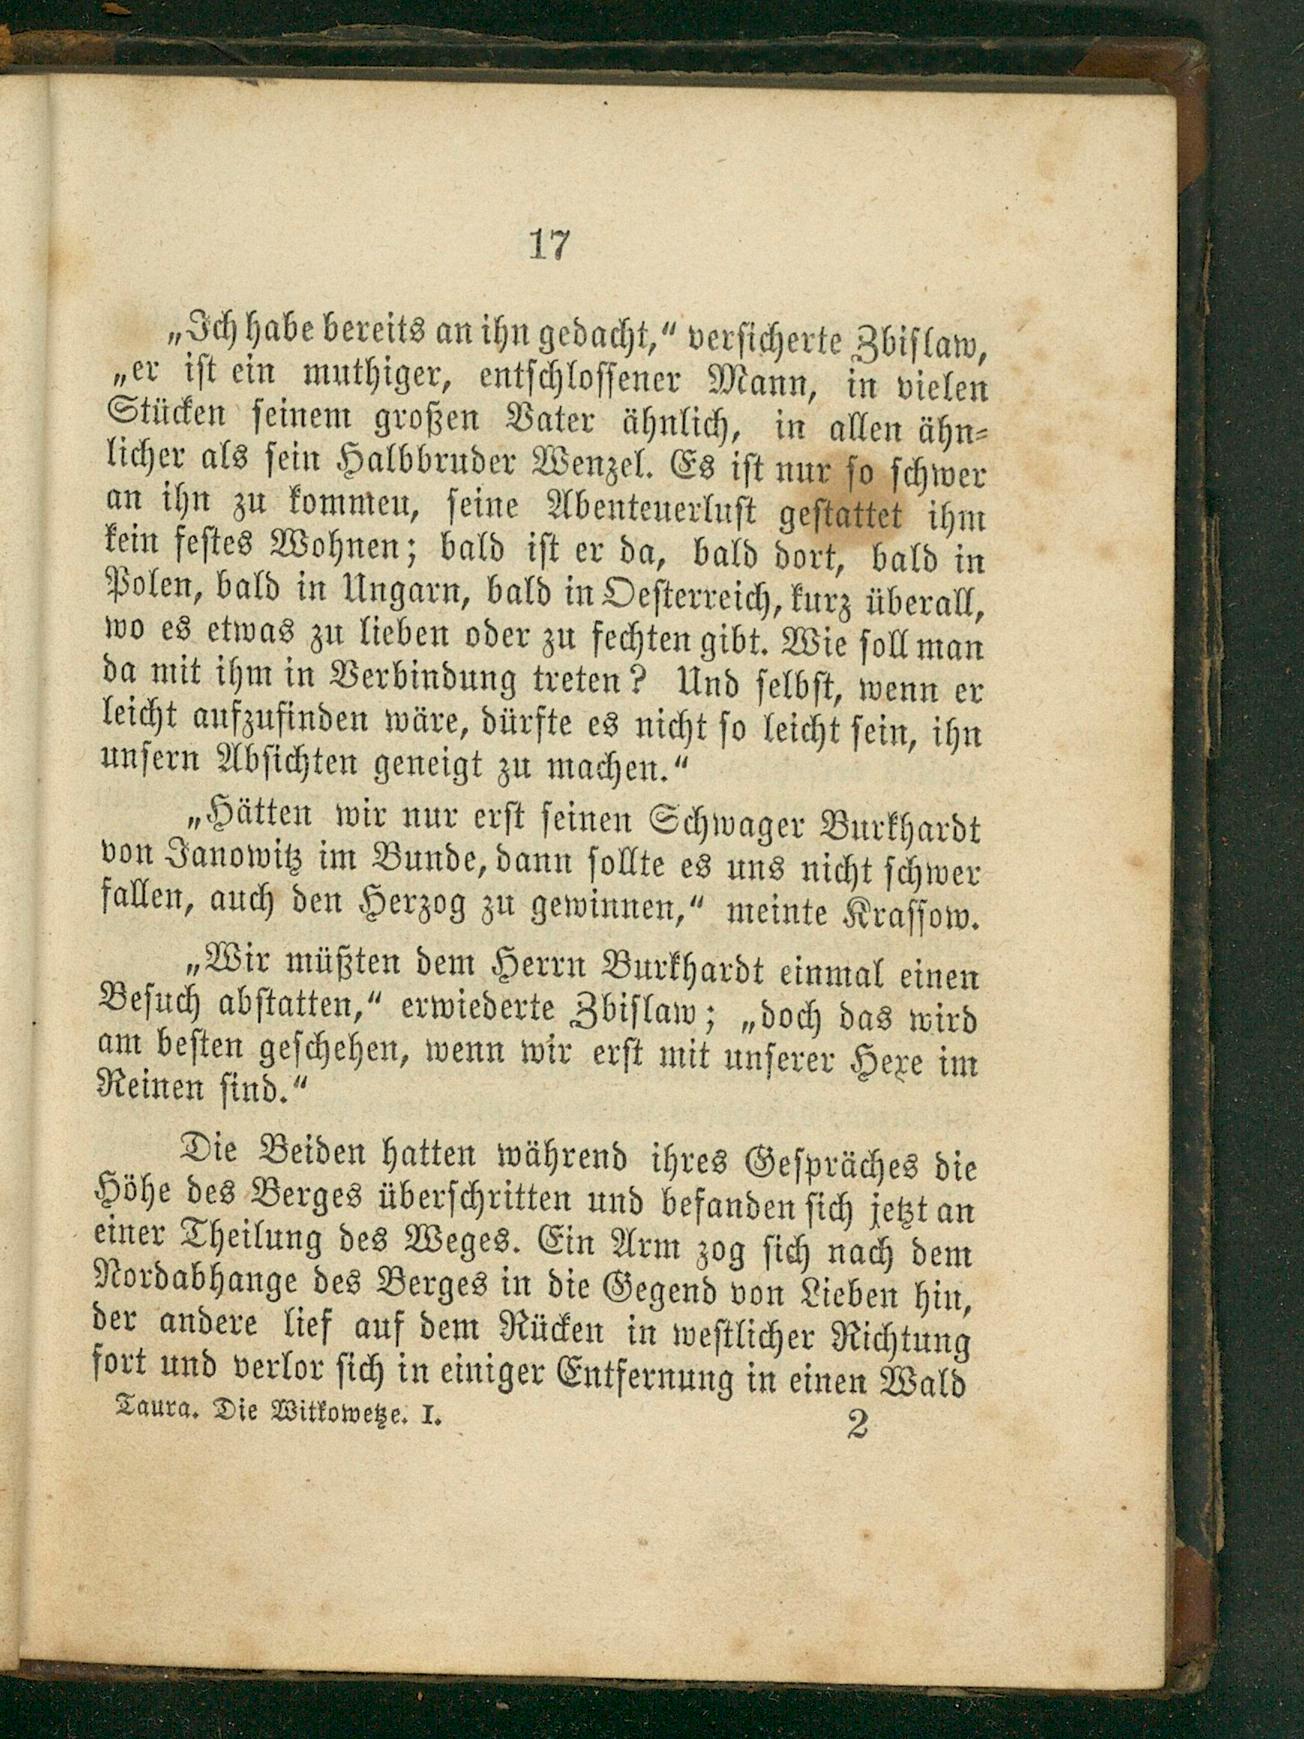 17
„Ich habe bereits an ihn gedacht,“ versicherte Zbislaw,
„er ist ein muthiger, entschlossener Mann, in vielen
Stücken seinem großen Vater ähnlich, in allen ähn-
licher als sein Halbbruder Wenzel. Es ist nur so schwer
an ihn zu kommen, seine Abenteuerlust gestattet ihm
kein festes Wohnen; bald ist er da, bald dort, bald in
Polen, bald in Ungarn, bald in Oesterreich, kurz überall,
wo es etwas zu lieben oder zu fechten gibt. Wie soll man
da mit ihm in Verbindung treten? Und selbst, wenn er
leicht aufzufinden wäre, dürfte es nicht so leicht sein, ihn
unsern Absichten geneigt zu machen.“
„Hätten wir nur erst seinen Schwager Burkhardt
von Janowitz im Bunde, dann sollte es uns nicht schwer
fallen, auch den Herzog zu gewinnen,“ meinte Krassow.
„Wir müßten dem Herrn Burkhardt einmal einen
Besuch abstatten,“ erwiederte Zbislaw; „doch das wird
am besten geschehen, wenn wir erst mit unserer Hexe im
Reinen sind.“
Die Beiden hatten während ihres Gespräches die
Höhe des Berges überschritten und befanden sich jetzt an
einer Theilung des Weges. Ein Arm zog sich nach dem
Nordabhange des Berges in die Gegend von Lieben hin,
der andere lief auf dem Rücken in westlicher Richtung
fort und verlor sich in einiger Entfernung in einen Wald
Taura. Die Witkowetze. I.
2